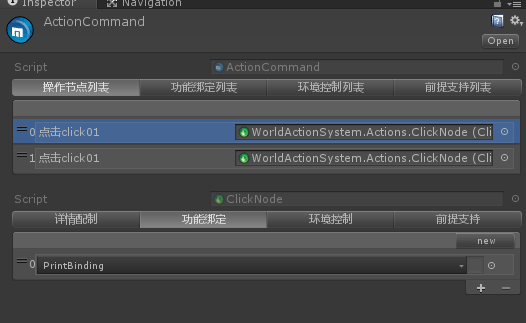 Inspector Navigation
ActionCommand
Open
Script ActionCommand
操作节点列表 功能绑定列表 环境控制列表 前提支持列表
0 点击click01 WorldActionSystem.Actions.ClickNode (Cli
1 点击click01 WorldActionSystem.Actions.ClickNode (Cli
Script ClickNode
详情配制 功能绑定 环境控制 前提支持
new
0 PrintBinding